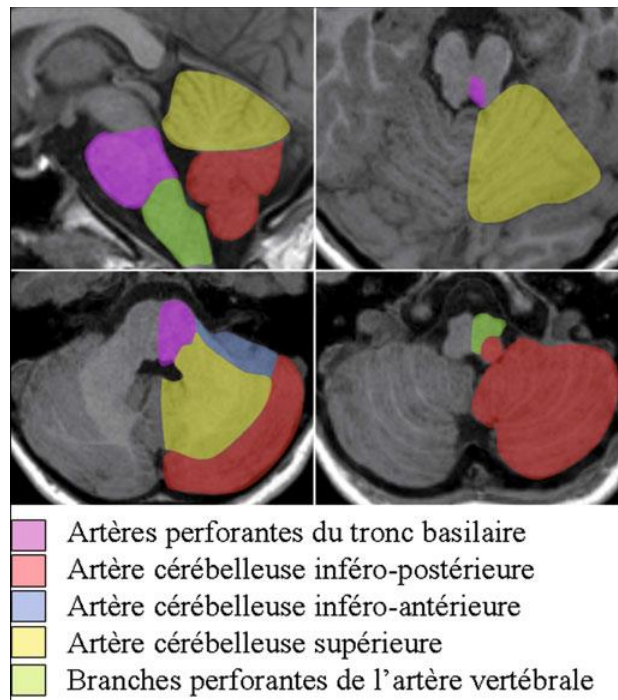 Artères perforantes du tronc basilaire
Artère cérébelleuse inféro-postérieure
Artère cérébelleuse inféro-antérieure
Artère cérébelleuse supérieure
Branches perforantes de l'artère vertébrale